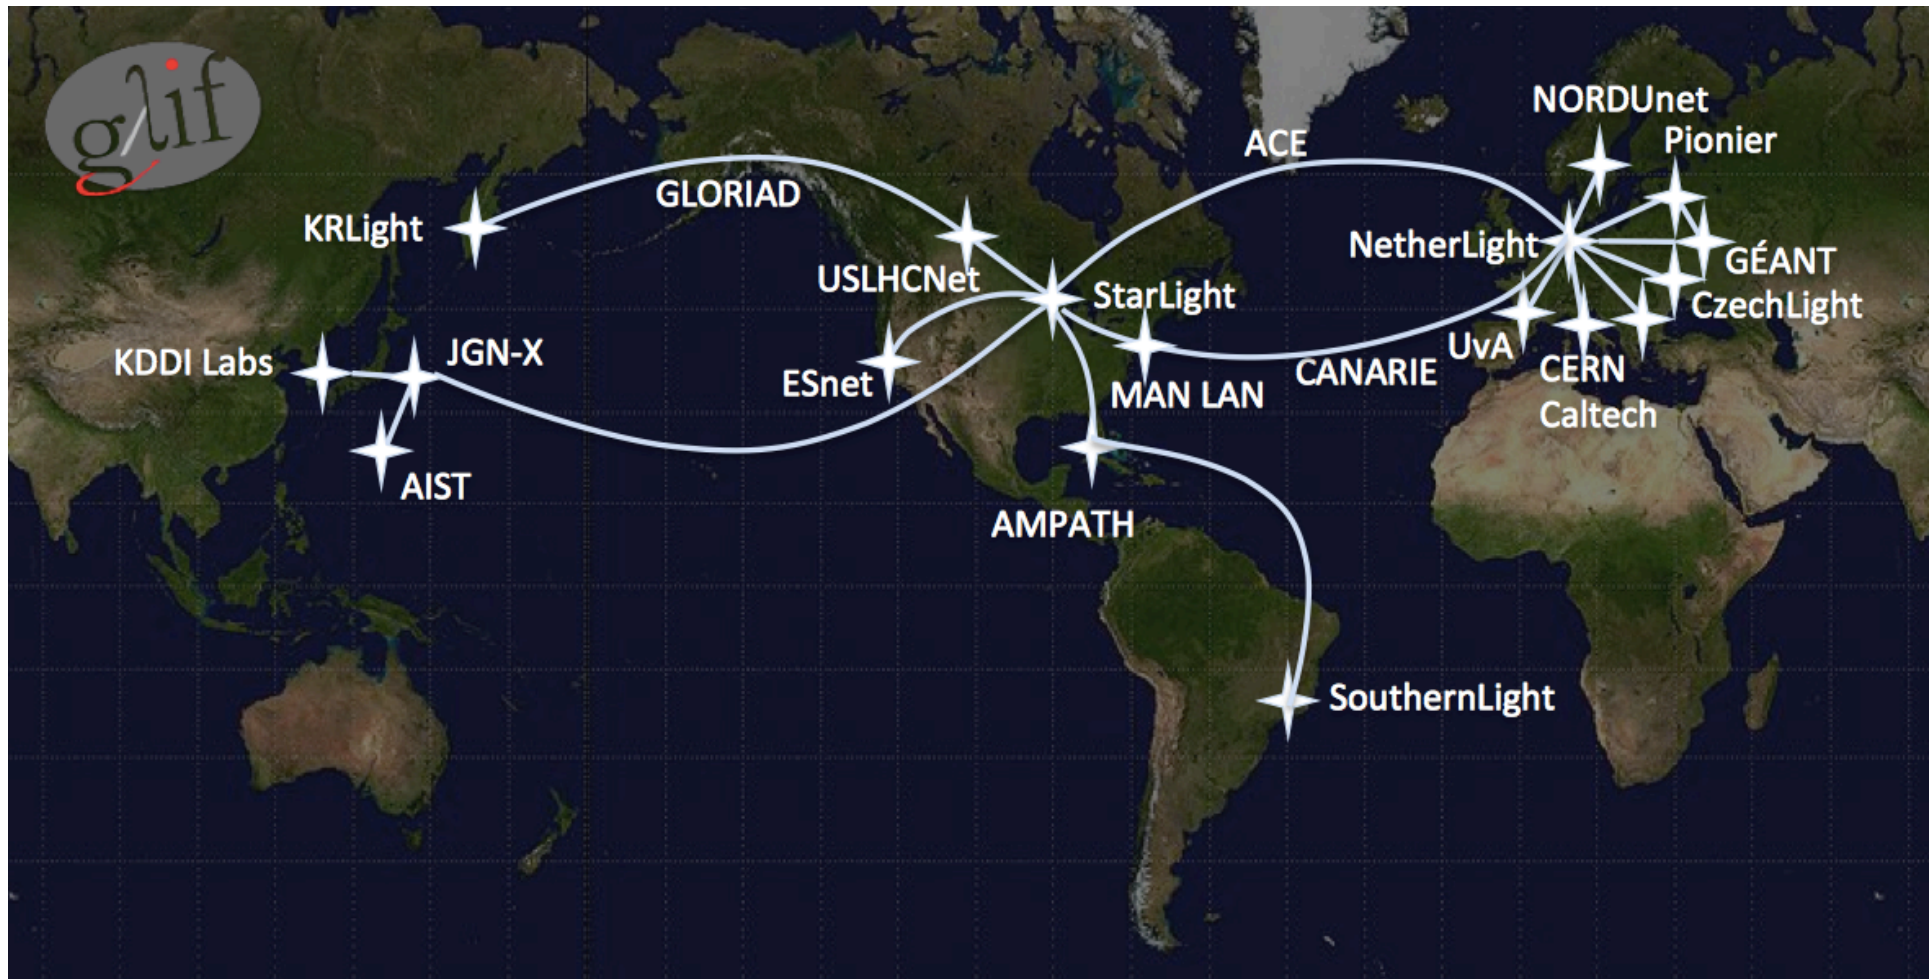 glif
NORDUnet
Pionier
ACE
GLORIAD
KRLight
NetherLight
GÉANT
USLHCNet
StarLight
CzechLight
JGN-X
KDDI Labs
UvA
ESnet
CANARIE
CERN
MAN LAN
Caltech
AIST
AMPATH
SouthernLight